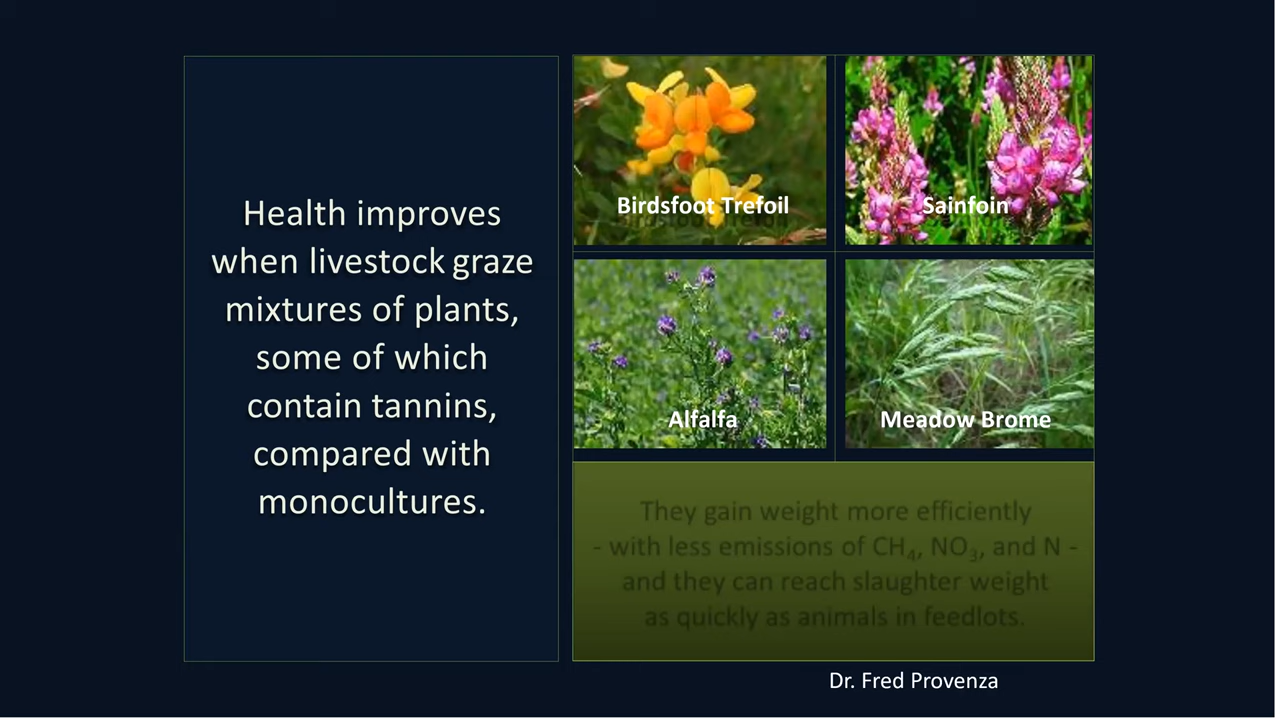 Health improves
when livestock graze
mixtures of plants,
some of which
contain tannins,
compared with
monocultures.
Birdsfoot Trefoil
Sainfoin
Alfalfa
Meadow Brome
They gain weight more efficiently
- with less emissions of CH₄, NO₃, and N -
and they can reach slaughter weight
as quickly as animals in feedlots.
Dr. Fred Provenza